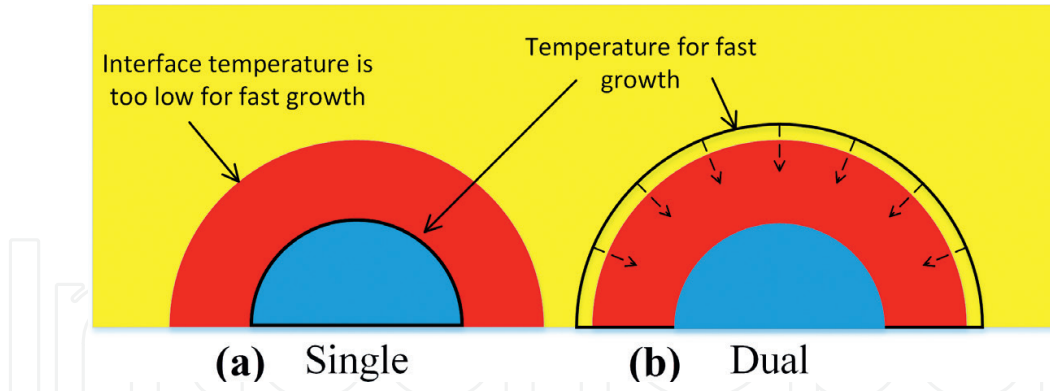 Interface temperature is
too low for fast growth
Temperature for fast
growth
(a) Single
(b) Dual